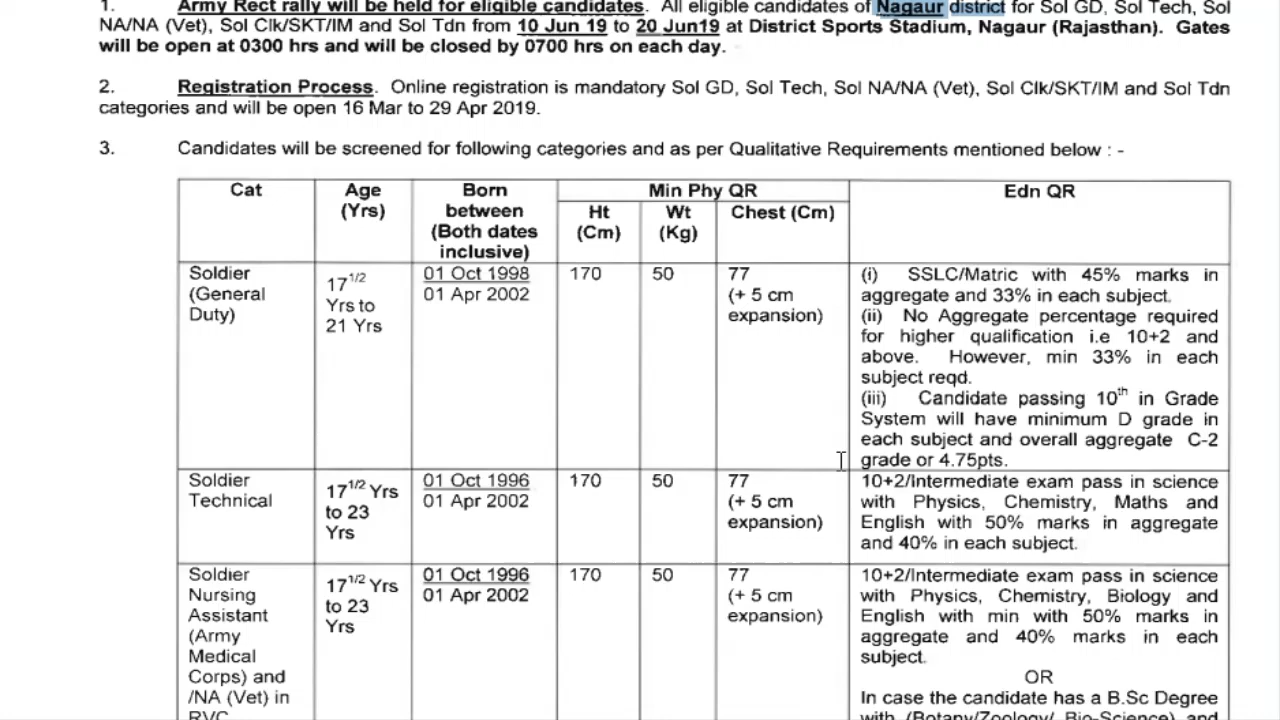 1. Army Rect rally will be held for eligible candidates. All eligible candidates of Nagaur district for Sol GD, Sol Tech, Sol
NA/NA (Vet), Sol Clk/SKT/IM and Sol Tdn from 10 Jun 19 to 20 Jun19 at District Sports Stadium, Nagaur (Rajasthan). Gates
will be open at 0300 hrs and will be closed by 0700 hrs on each day.
2. Registration Process. Online registration is mandatory Sol GD, Sol Tech, Sol NA/NA (Vet), Sol Clk/SKT/IM and Sol Tdn
categories and will be open 16 Mar to 29 Apr 2019.
3. Candidates will be screened for following categories and as per Qualitative Requirements mentioned below : -
Cat
Age
(Yrs)
Born
between
(Both dates
inclusive)
Min Phy QR
Ht
(Cm)
Wt
(Kg)
Chest (Cm)
Edn QR
Soldier
(General
Duty)
17 1/2
Yrs to
21 Yrs
01 Oct 1998
01 Apr 2002
170
50
77
(+ 5 cm
expansion)
(i) SSLC/Matric with 45% marks in
aggregate and 33% in each subject.
(ii) No Aggregate percentage required
for higher qualification i.e 10+2 and
above. However, min 33% in each
subject reqd.
(iii) Candidate passing 10th in Grade
System will have minimum D grade in
each subject and overall aggregate C-2
grade or 4.75pts.
Soldier
Technical
17 1/2 Yrs
to 23
Yrs
01 Oct 1996
01 Apr 2002
170
50
77
(+ 5 cm
expansion)
10+2/Intermediate exam pass in science
with Physics, Chemistry, Maths and
English with 50% marks in aggregate
and 40% in each subject.
Soldier
Nursing
Assistant
(Army
Medical
Corps) and
/NA (Vet) in
RVC
17 1/2 Yrs
to 23
Yrs
01 Oct 1996
01 Apr 2002
170
50
77
(+ 5 cm
expansion)
10+2/Intermediate exam pass in science
with Physics, Chemistry, Biology and
English with min with 50% marks in
aggregate and 40% marks in each
subject.
OR
In case the candidate has a B.Sc Degree
with (Botany/Zoology/ Bio-Science) and